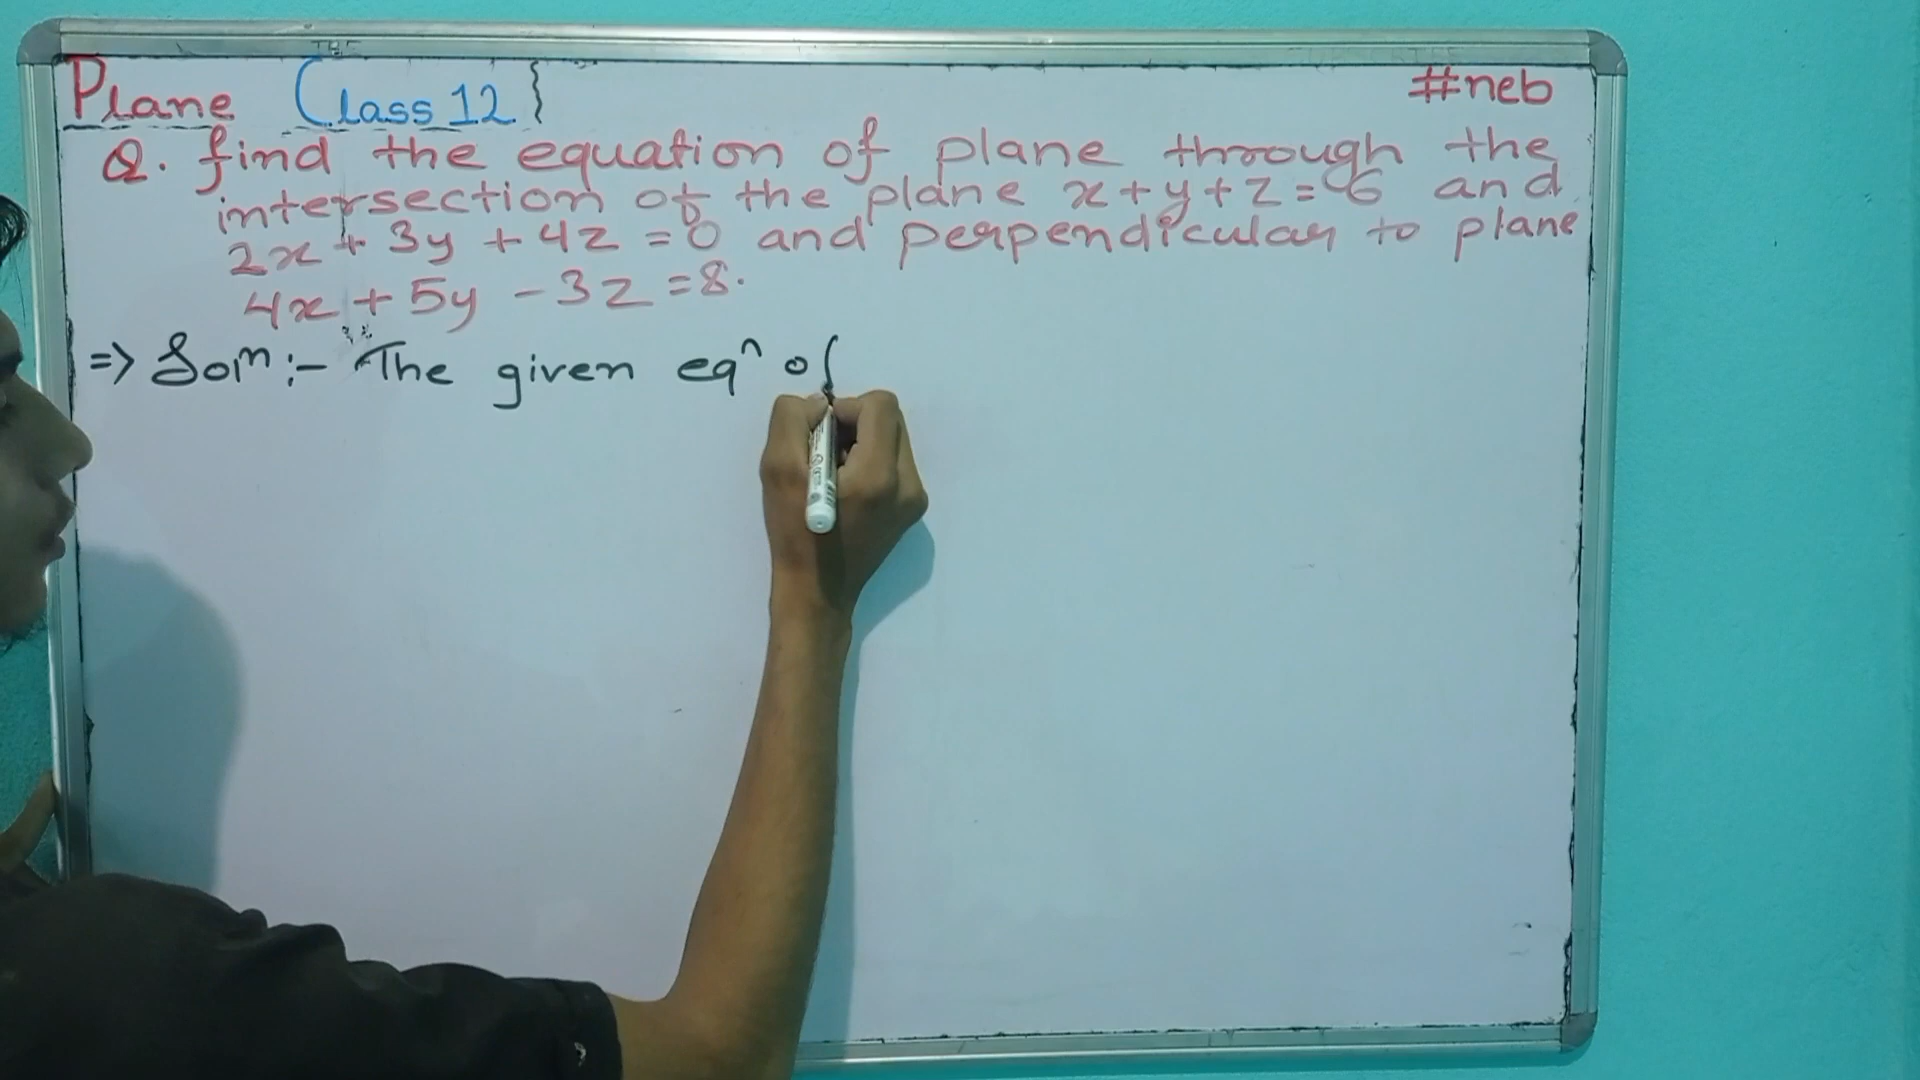 Plane Class 12 }
#neb
Q. find the equation of plane through the
intersection of the plane x+y+z=6 and
2x + 3y + 4z = 0 and perpendicular to plane
4x + 5y - 3z = 8.
=> Solⁿ :- The given eqⁿ of